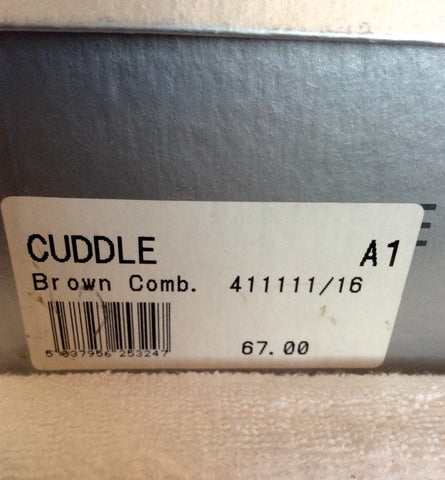 CUDDLE A1
Brown Comb. 411111/16
5 037956 253247
67.00